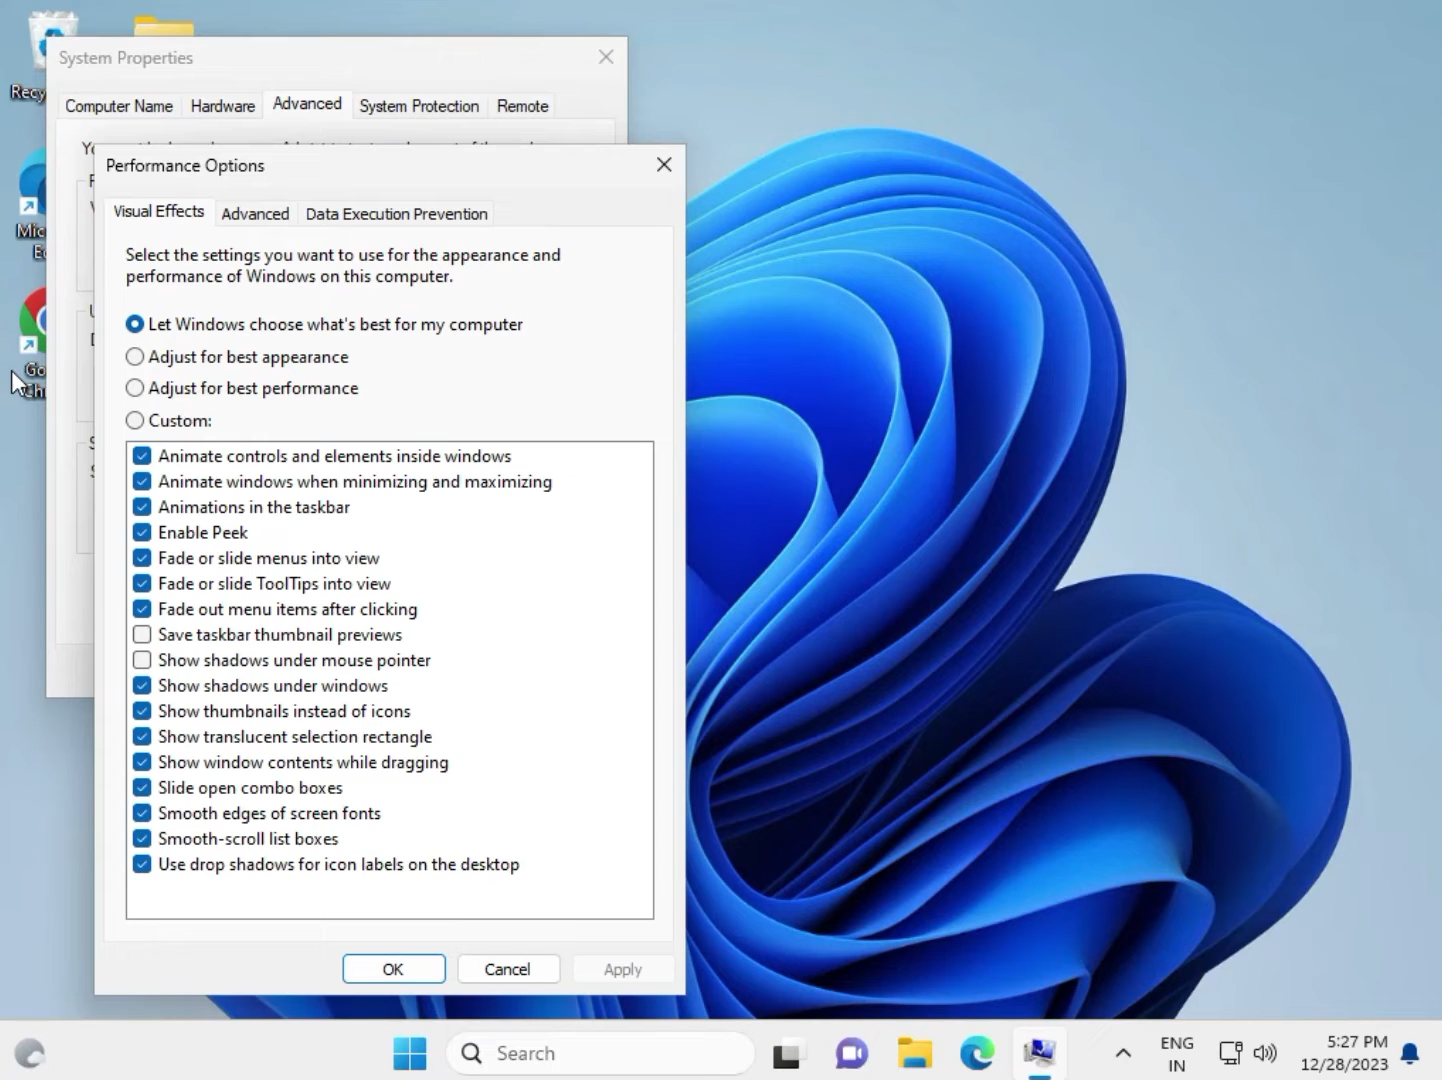 System Properties
Computer Name
Hardware
Advanced
System Protection
Remote
Performance Options
Visual Effects
Advanced
Data Execution Prevention
Select the settings you want to use for the appearance and
performance of Windows on this computer.
Let Windows choose what's best for my computer
Adjust for best appearance
Adjust for best performance
Custom:
Animate controls and elements inside windows
Animate windows when minimizing and maximizing
Animations in the taskbar
Enable Peek
Fade or slide menus into view
Fade or slide ToolTips into view
Fade out menu items after clicking
Save taskbar thumbnail previews
Show shadows under mouse pointer
Show shadows under windows
Show thumbnails instead of icons
Show translucent selection rectangle
Show window contents while dragging
Slide open combo boxes
Smooth edges of screen fonts
Smooth-scroll list boxes
Use drop shadows for icon labels on the desktop
OK
Cancel
Apply
Search
ENG
IN
5:27 PM
12/28/2023